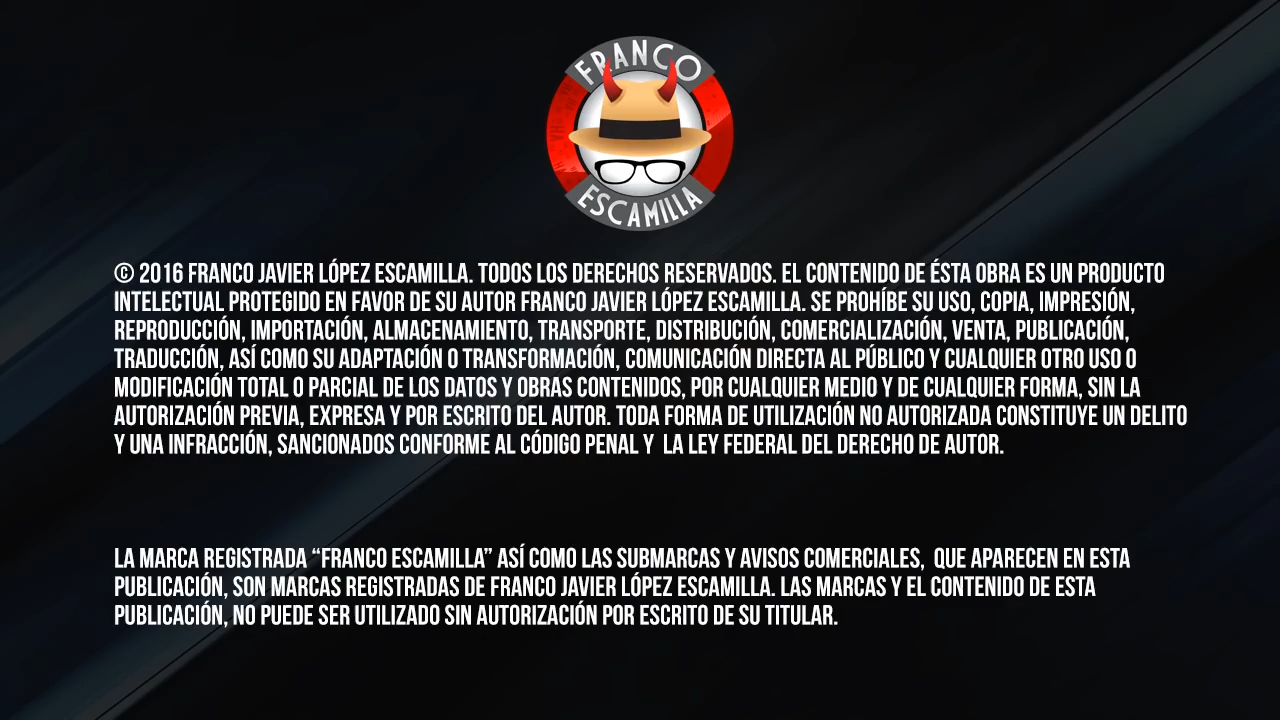 FRANCO
ESCAMILLA
© 2016 FRANCO JAVIER LÓPEZ ESCAMILLA. TODOS LOS DERECHOS RESERVADOS. EL CONTENIDO DE ÉSTA OBRA ES UN PRODUCTO
INTELECTUAL PROTEGIDO EN FAVOR DE SU AUTOR FRANCO JAVIER LÓPEZ ESCAMILLA. SE PROHÍBE SU USO, COPIA, IMPRESIÓN,
REPRODUCCIÓN, IMPORTACIÓN, ALMACENAMIENTO, TRANSPORTE, DISTRIBUCIÓN, COMERCIALIZACIÓN, VENTA, PUBLICACIÓN,
TRADUCCIÓN, ASÍ COMO SU ADAPTACIÓN O TRANSFORMACIÓN, COMUNICACIÓN DIRECTA AL PÚBLICO Y CUALQUIER OTRO USO O
MODIFICACIÓN TOTAL O PARCIAL DE LOS DATOS Y OBRAS CONTENIDOS, POR CUALQUIER MEDIO Y DE CUALQUIER FORMA, SIN LA
AUTORIZACIÓN PREVIA, EXPRESA Y POR ESCRITO DEL AUTOR. TODA FORMA DE UTILIZACIÓN NO AUTORIZADA CONSTITUYE UN DELITO
Y UNA INFRACCIÓN, SANCIONADOS CONFORME AL CÓDIGO PENAL Y LA LEY FEDERAL DEL DERECHO DE AUTOR.
LA MARCA REGISTRADA “FRANCO ESCAMILLA” ASÍ COMO LAS SUBMARCAS Y AVISOS COMERCIALES, QUE APARECEN EN ESTA
PUBLICACIÓN, SON MARCAS REGISTRADAS DE FRANCO JAVIER LÓPEZ ESCAMILLA. LAS MARCAS Y EL CONTENIDO DE ESTA
PUBLICACIÓN, NO PUEDE SER UTILIZADO SIN AUTORIZACIÓN POR ESCRITO DE SU TITULAR.